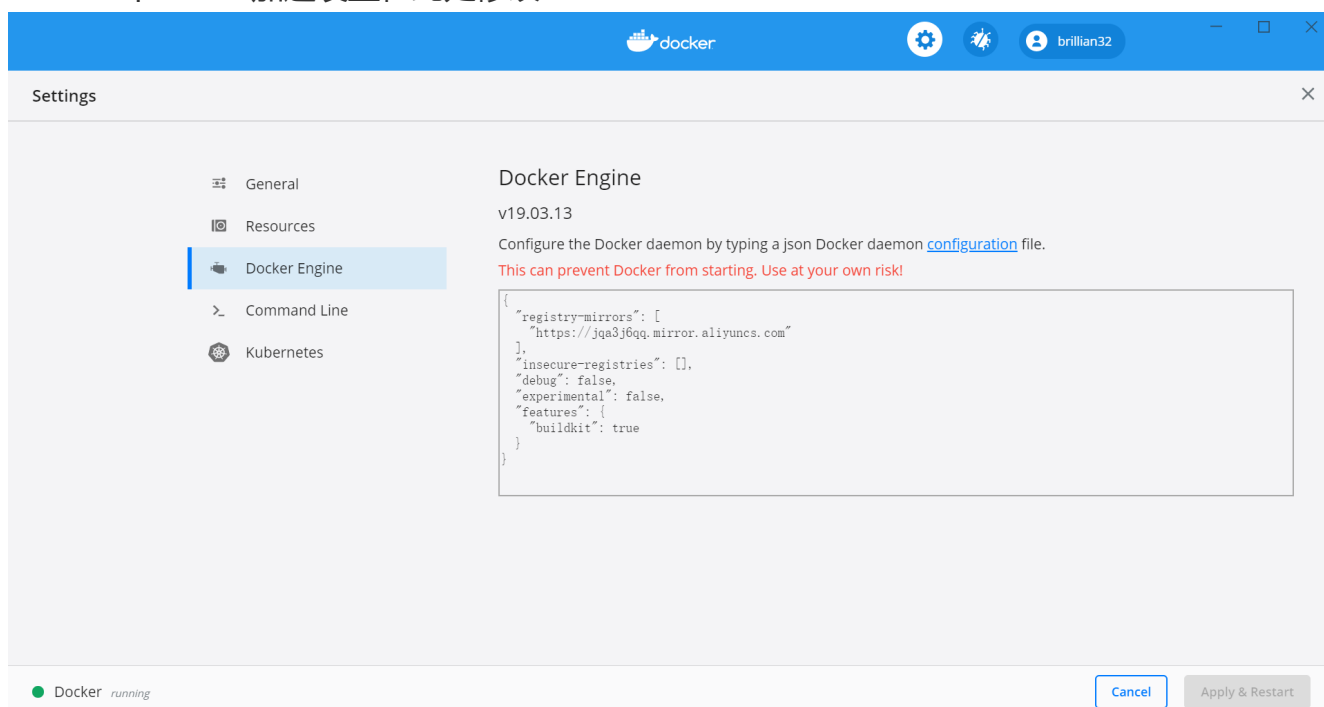 docker
brillian32
Settings
General
Resources
Docker Engine
Command Line
Kubernetes
Docker Engine
v19.03.13
Configure the Docker daemon by typing a json Docker daemon configuration file.
This can prevent Docker from starting. Use at your own risk!
{
"registry-mirrors": [
"https://jqa3j6qq.mirror.aliyuncs.com"
],
"insecure-registries": [],
"debug": false,
"experimental": false,
"features": {
"buildkit": true
}
}
Docker running
Cancel
Apply & Restart